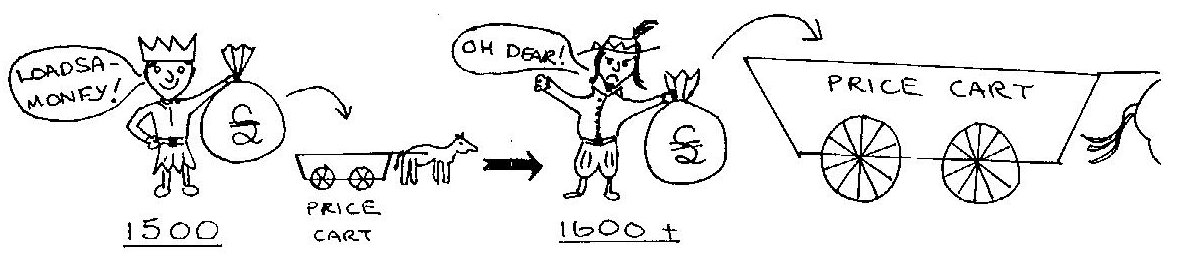 LOADSA-
MONEY!
£
PRICE
CART
1500
OH DEAR!
£
1600 +
PRICE CART